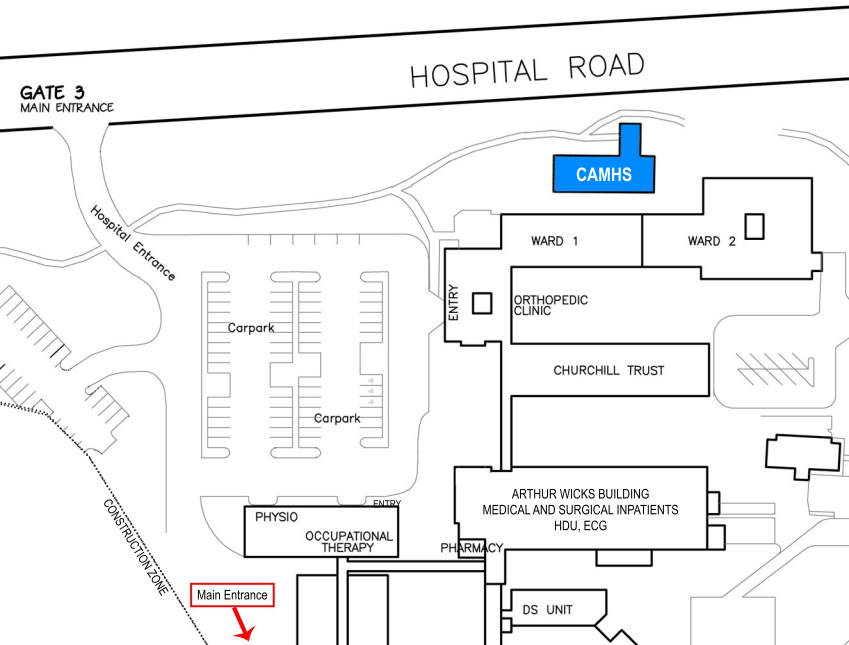 HOSPITAL ROAD
GATE 3
MAIN ENTRANCE
CAMHS
Hospital Entrance
WARD 1
WARD 2
ENTRY
ORTHOPEDIC
CLINIC
Carpark
CHURCHILL TRUST
Carpark
ARTHUR WICKS BUILDING
MEDICAL AND SURGICAL INPATIENTS
HDU, ECG
ENTRY
PHYSIO
OCCUPATIONAL
THERAPY
PHARMACY
CONSTRUCTION ZONE
Main Entrance
DS UNIT